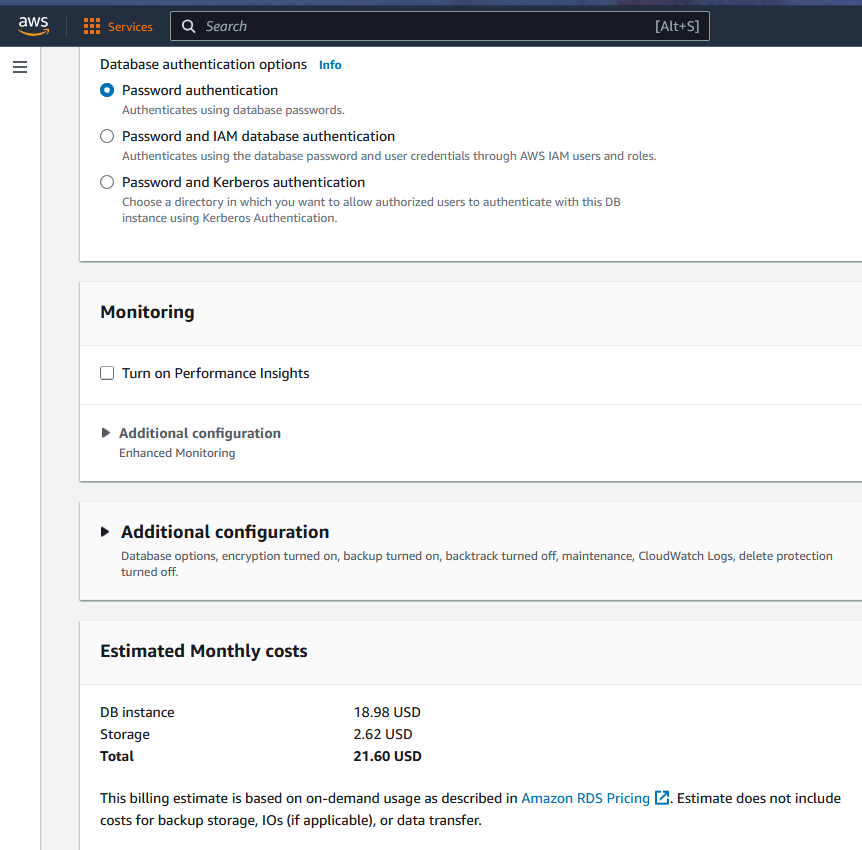 aws
Services
Search
[Alt+S]
Database authentication options Info
Password authentication
Authenticates using database passwords.
Password and IAM database authentication
Authenticates using the database password and user credentials through AWS IAM users and roles.
Password and Kerberos authentication
Choose a directory in which you want to allow authorized users to authenticate with this DB
instance using Kerberos Authentication.
Monitoring
Turn on Performance Insights
Additional configuration
Enhanced Monitoring
Additional configuration
Database options, encryption turned on, backup turned on, backtrack turned off, maintenance, CloudWatch Logs, delete protection
turned off.
Estimated Monthly costs
DB instance 18.98 USD
Storage 2.62 USD
Total 21.60 USD
This billing estimate is based on on-demand usage as described in Amazon RDS Pricing. Estimate does not include
costs for backup storage, IOs (if applicable), or data transfer.